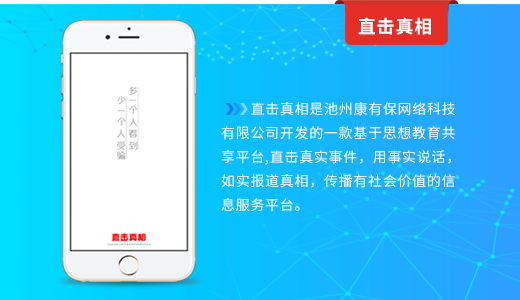 直击真相
多一个人看到
少一个人受骗
直击真相
直击真相是池州康有保网络科技
有限公司开发的一款基于思想教育共
享平台,直击真实事件，用事实说话，
如实报道真相，传播有社会价值的信
息服务平台。